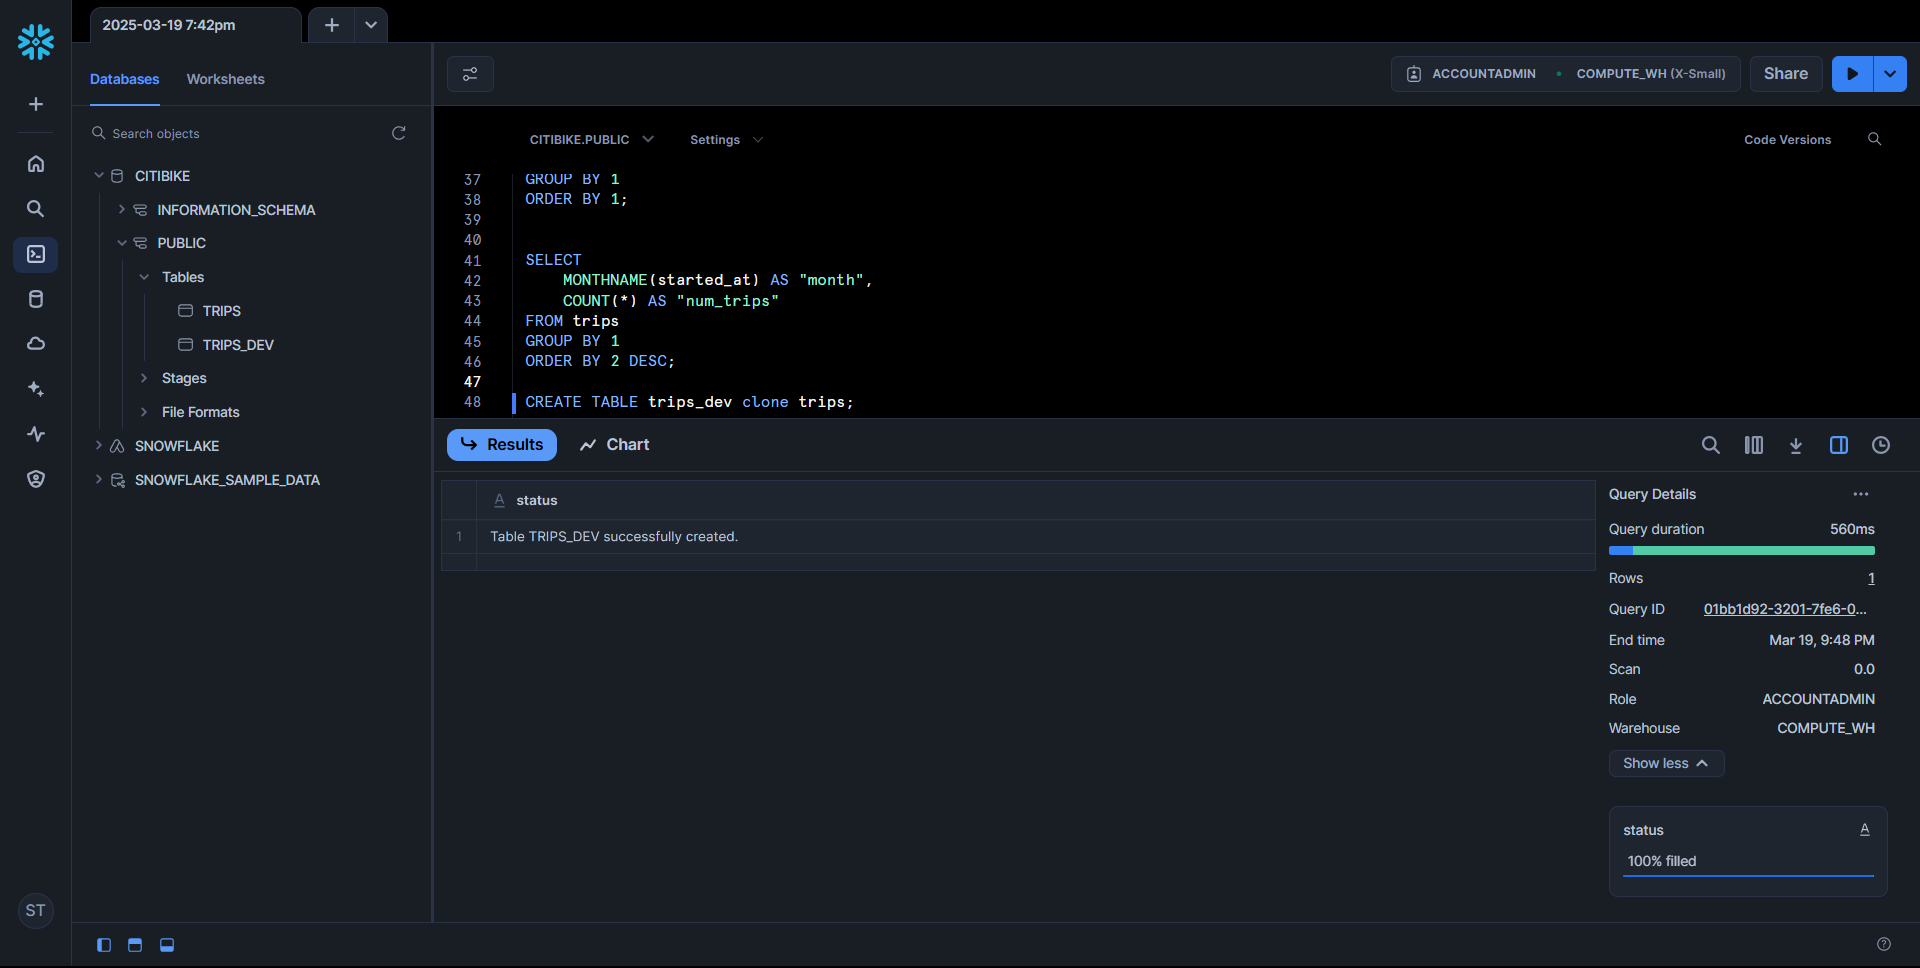 2025-03-19 7:42pm
Databases
Worksheets
ACCOUNTADMIN
COMPUTE_WH (X-Small)
Share
Search objects
CITIBIKE
INFORMATION_SCHEMA
PUBLIC
Tables
TRIPS
TRIPS_DEV
Stages
File Formats
SNOWFLAKE
SNOWFLAKE_SAMPLE_DATA
ST
CITIBIKE.PUBLIC
Settings
Code Versions
37 GROUP BY 1
38 ORDER BY 1;
39
40
41 SELECT
42 MONTHNAME(started_at) AS "month",
43 COUNT(*) AS "num_trips"
44 FROM trips
45 GROUP BY 1
46 ORDER BY 2 DESC;
47
48 CREATE TABLE trips_dev clone trips;
Results
Chart
A status
1 Table TRIPS_DEV successfully created.
Query Details
Query duration 560ms
Rows 1
Query ID 01bb1d92-3201-7fe6-0...
End time Mar 19, 9:48 PM
Scan 0.0
Role ACCOUNTADMIN
Warehouse COMPUTE_WH
Show less
status A
100% filled